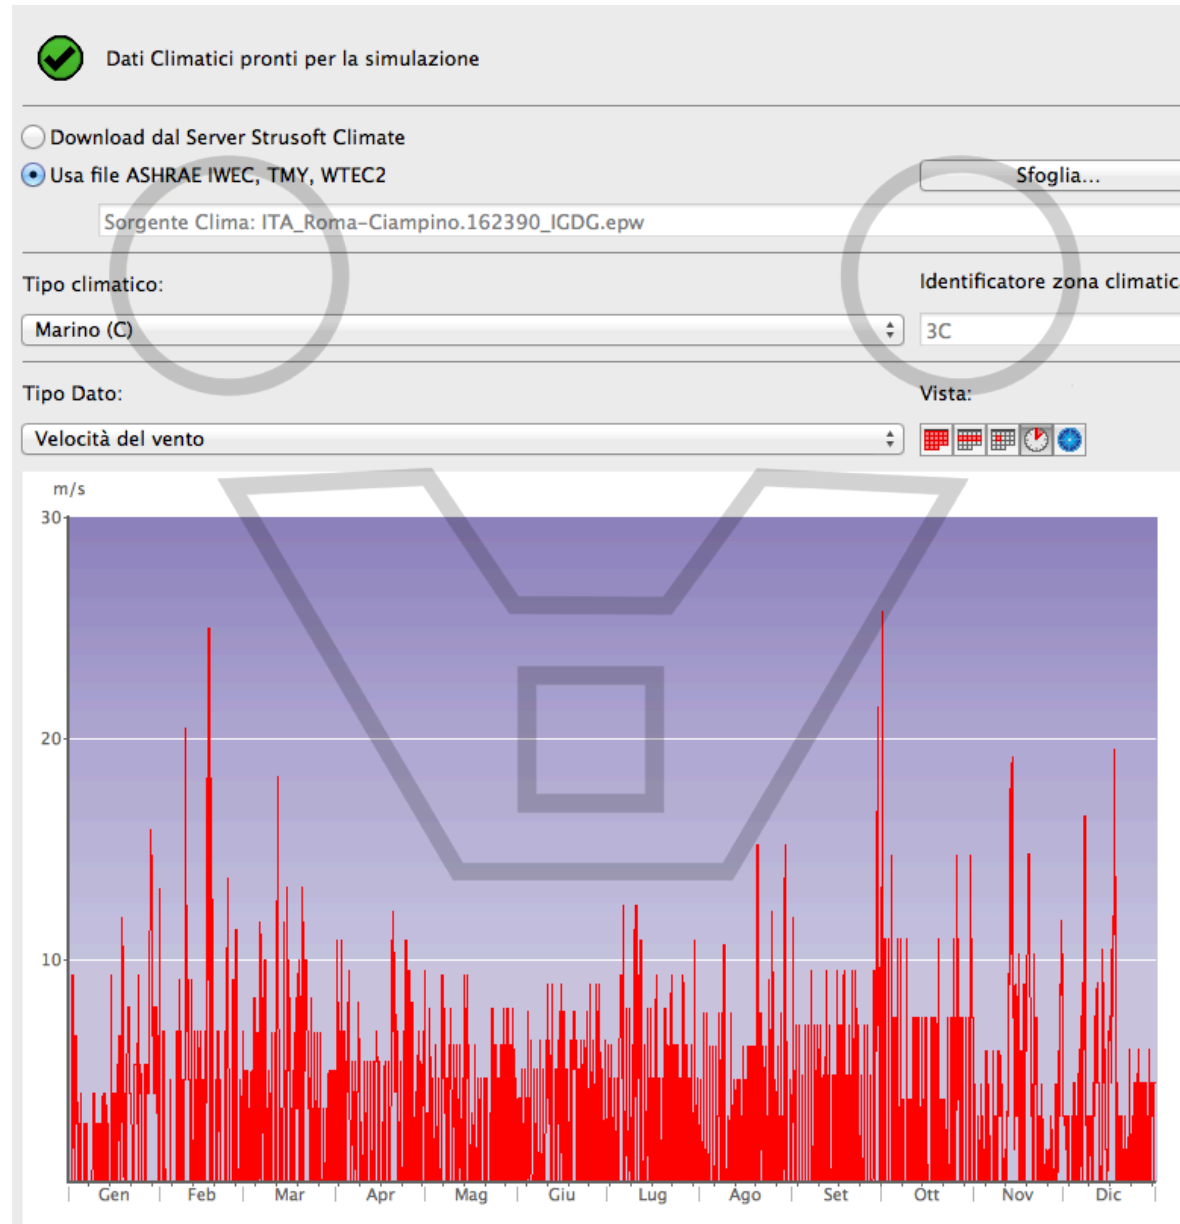 Dati Climatici pronti per la simulazione
Download dal Server Strusoft Climate
Usa file ASHRAE IWEC, TMY, WTEC2
Sfoglia...
Sorgente Clima: ITA_Roma-Ciampino.162390_IGDG.epw
Tipo climatico:
Identificatore zona climatica
Marino (C)
3C
Tipo Dato:
Vista:
Velocità del vento
m/s
30
20
10
Gen Feb Mar Apr Mag Giu Lug Ago Set Ott Nov Dic